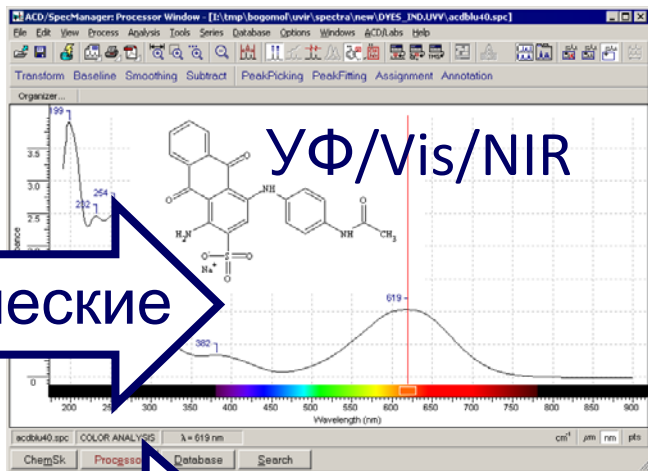 ACD/SpecManager: Processor Window - [I:\tmp\bogomol\uvir\spectra\new\DYES_IND.UVV\acdblu40.spc]
File Edit View Process Analysis Tools Series Database Options Windows ACD/Labs Help
Transform Baseline Smoothing Subtract PeakPicking PeakFitting Assignment Annotation
Organizer...
199
УФ/Vis/NIR
3.5
3.0
254
2.5
O
O
NH
O
NH
CH3
H2N
O
O- S O
Na+
O
еские
619
382
0
200 300 350 400 450 500 550 600 650 700 750 800 850 900
Wavelength (nm)
acdblu40.spc COLOR ANALYSIS λ = 619 nm cm-1 µm nm pts
ChemSk Processo Database Search